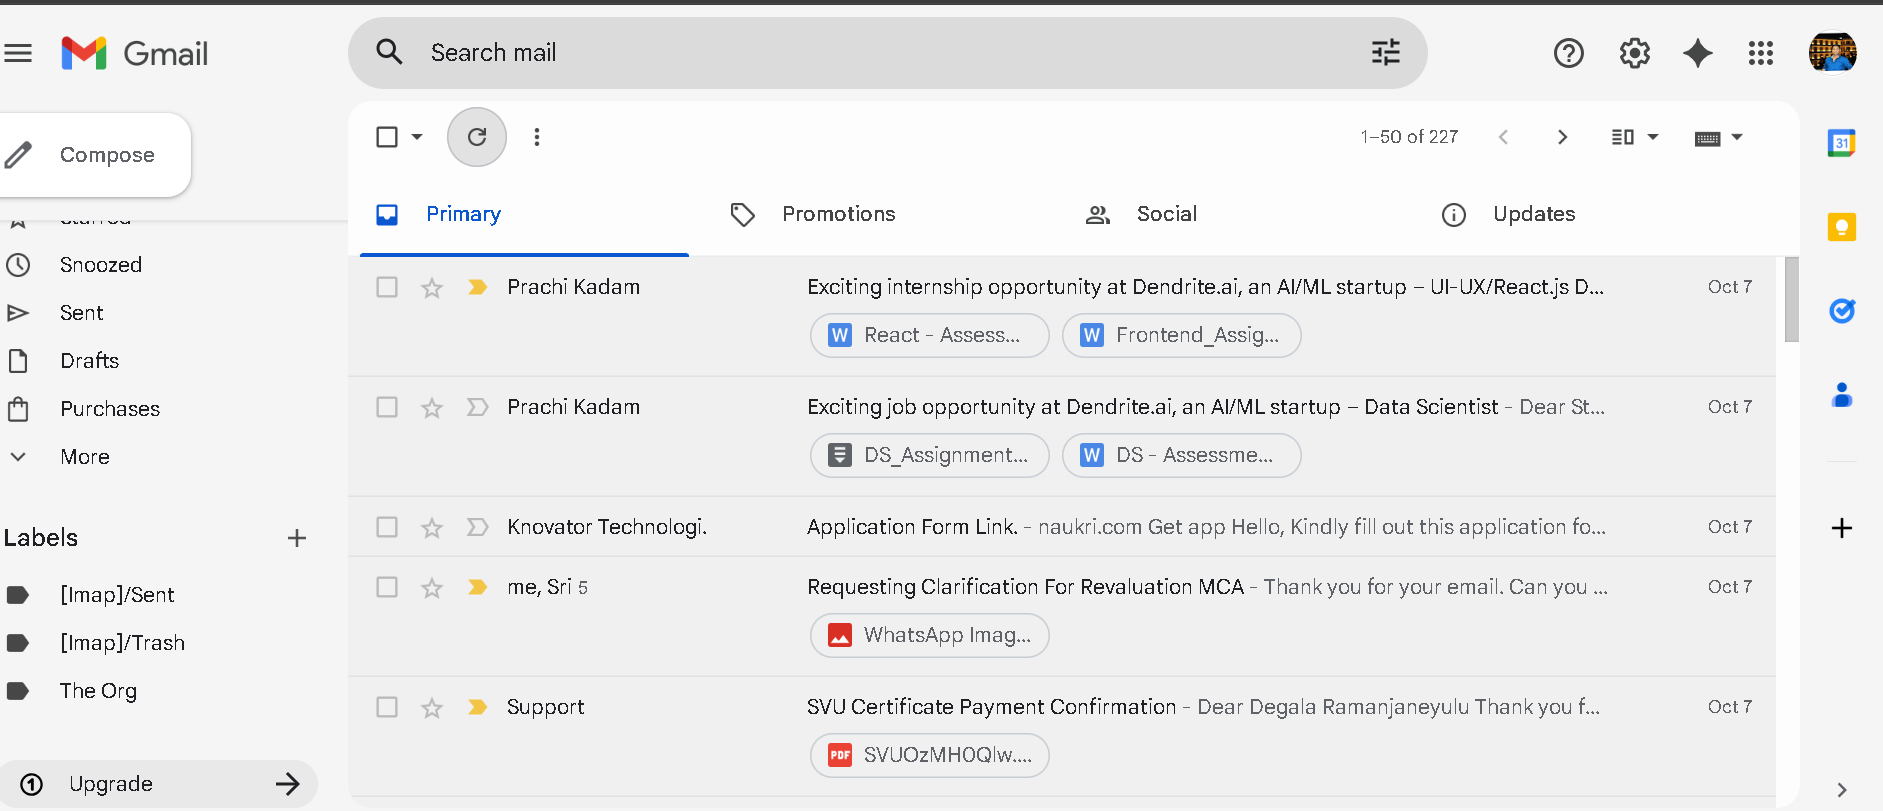 Gmail
Search mail
Compose
Starred
Snoozed
Sent
Drafts
Purchases
More
Labels
[Imap]/Sent
[Imap]/Trash
The Org
Upgrade
1–50 of 227
Primary
Promotions
Social
Updates
Prachi Kadam Exciting internship opportunity at Dendrite.ai, an AI/ML startup – UI-UX/React.js D... Oct 7
W React - Assess... W Frontend_Assig...
Prachi Kadam Exciting job opportunity at Dendrite.ai, an AI/ML startup – Data Scientist - Dear St... Oct 7
DS_Assignment... W DS - Assessme...
Knovator Technologi. Application Form Link. - naukri.com Get app Hello, Kindly fill out this application fo... Oct 7
me, Sri 5 Requesting Clarification For Revaluation MCA - Thank you for your email. Can you ... Oct 7
WhatsApp Imag...
Support SVU Certificate Payment Confirmation - Dear Degala Ramanjaneyulu Thank you f... Oct 7
PDF SVUOzMH0Qlw....
31